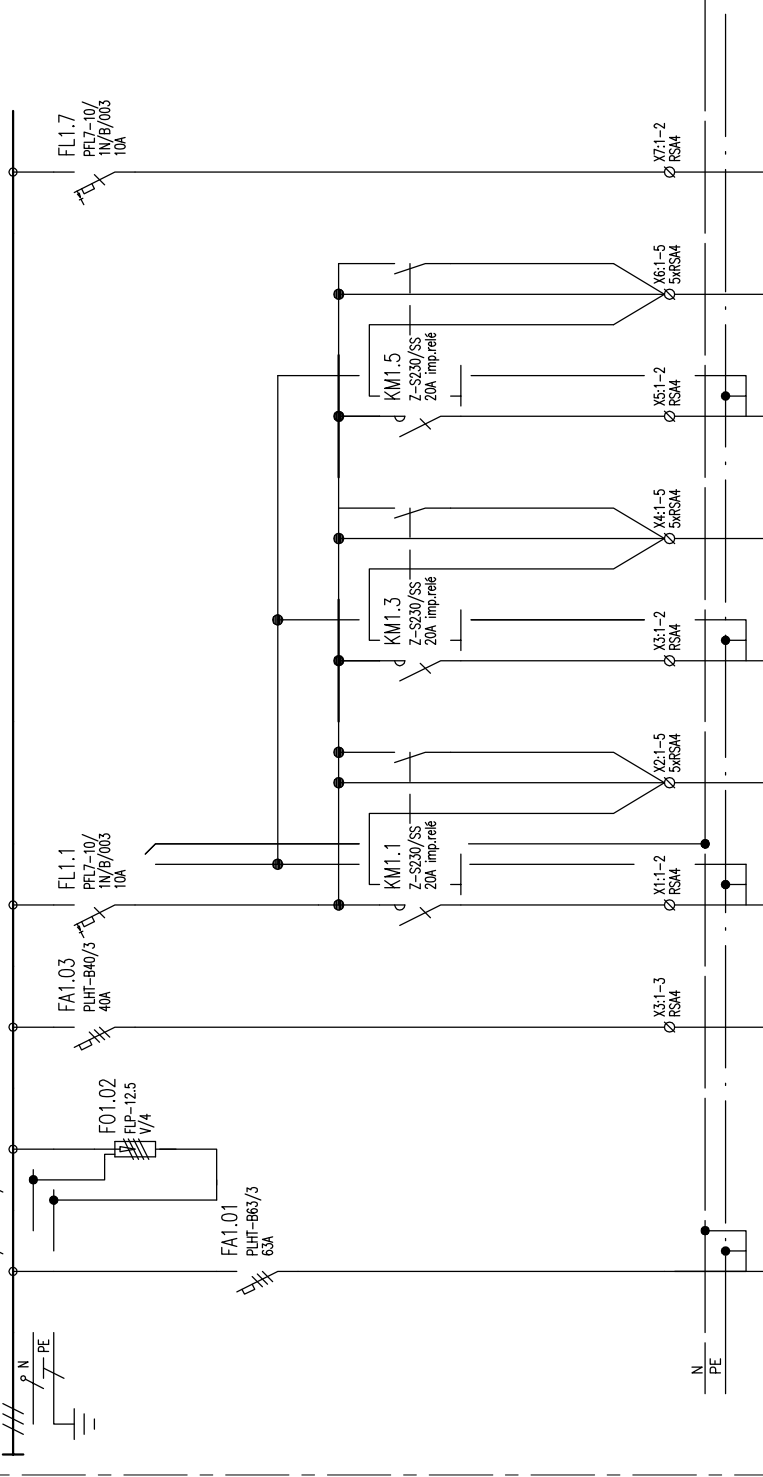 N
PE
FA1.01
PLHT-B63/3
63A
FO1.02
FLP-12.5
V/4
FA1.03
PLHT-B40/3
40A
FL1.1
PFL7-10/
1N/B/003
10A
FL1.7
PFL7-10/
1N/B/003
10A
KM1.1
Z-S230/SS
20A imp.relé
KM1.3
Z-S230/SS
20A imp.relé
KM1.5
Z-S230/SS
20A imp.relé
X3:1-3
RSA4
X1:1-2
RSA4
X2:1-5
5xRSA4
X3:1-2
RSA4
X4:1-5
5xRSA4
X5:1-2
RSA4
X6:1-5
5xRSA4
X7:1-2
RSA4
N
PE